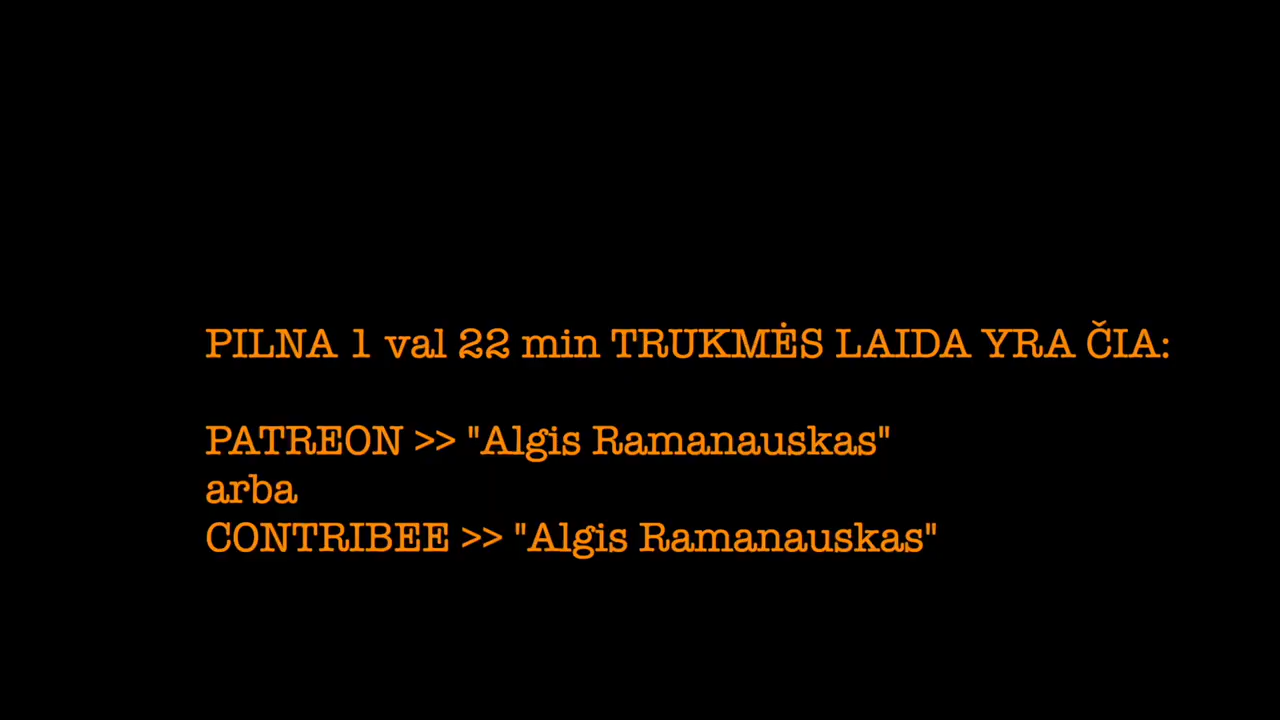 PILNA 1 val 22 min TRUKMĖS LAIDA YRA ČIA:
PATREON >> "Algis Ramanauskas"
arba
CONTRIBEE >> "Algis Ramanauskas"